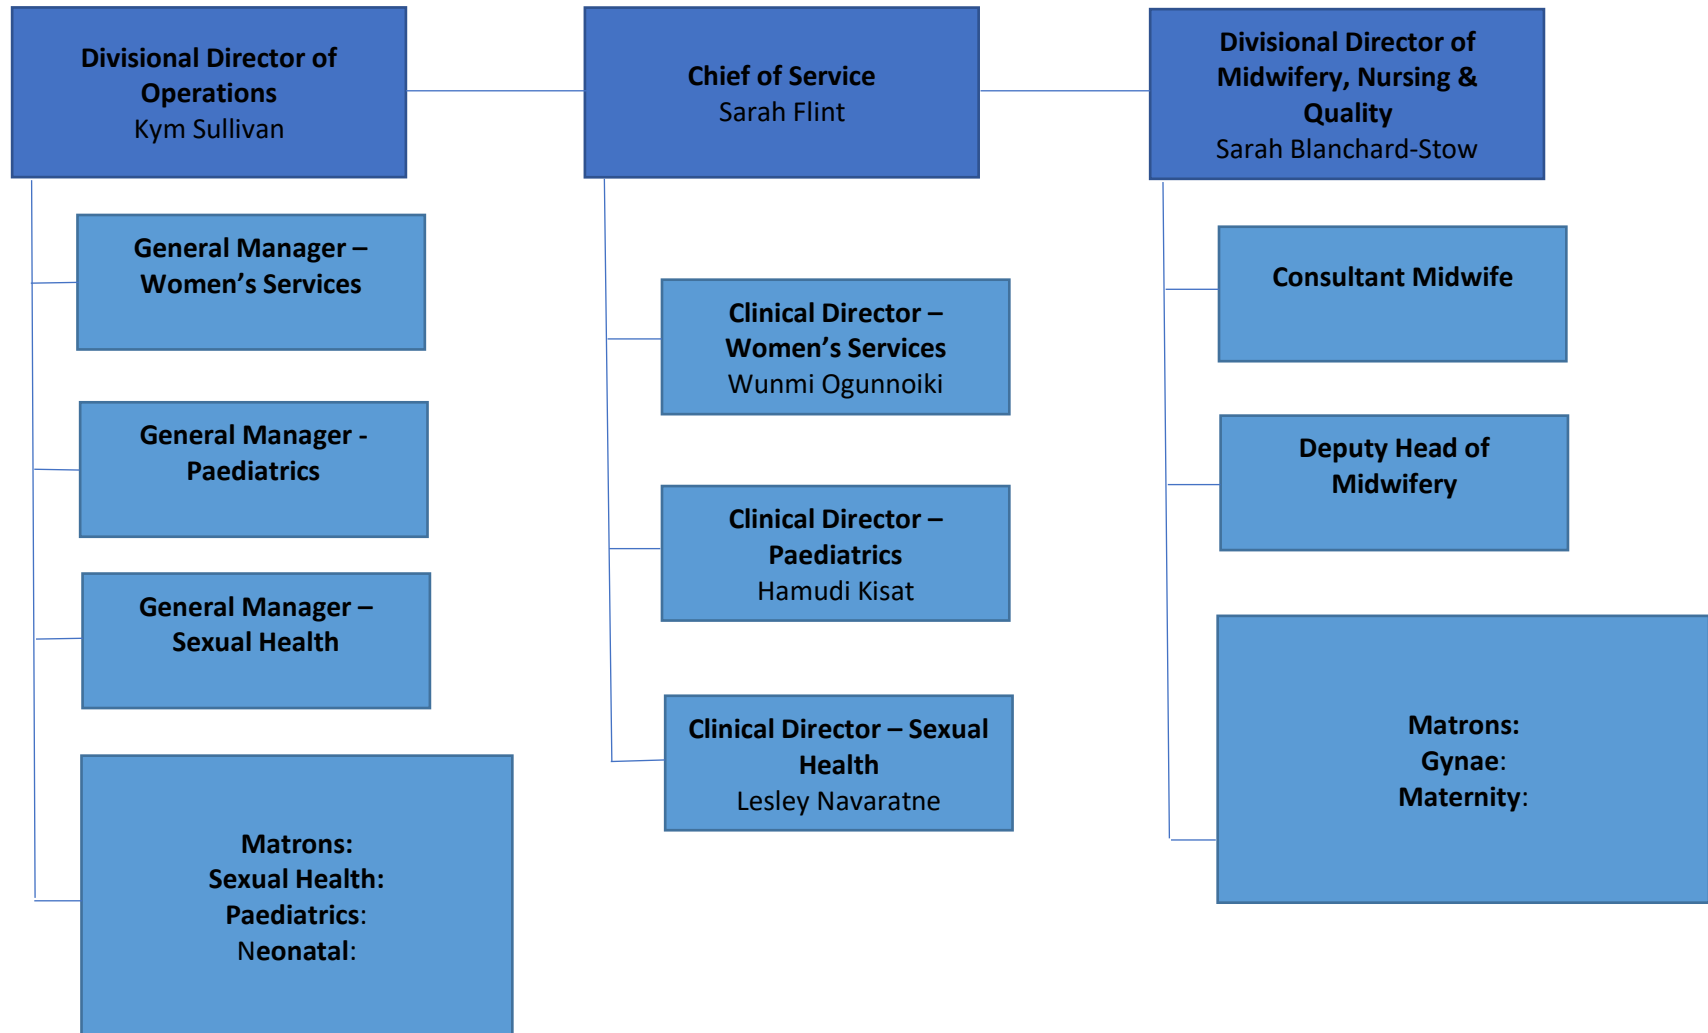 Divisional Director of
Operations
Kym Sullivan
Chief of Service
Sarah Flint
Divisional Director of
Midwifery, Nursing &
Quality
Sarah Blanchard-Stow
General Manager –
Women’s Services
General Manager -
Paediatrics
General Manager –
Sexual Health
Matrons:
Sexual Health:
Paediatrics:
Neonatal:
Clinical Director –
Women’s Services
Wunmi Ogunnoiki
Clinical Director –
Paediatrics
Hamudi Kisat
Clinical Director – Sexual
Health
Lesley Navaratne
Consultant Midwife
Deputy Head of
Midwifery
Matrons:
Gynae:
Maternity: